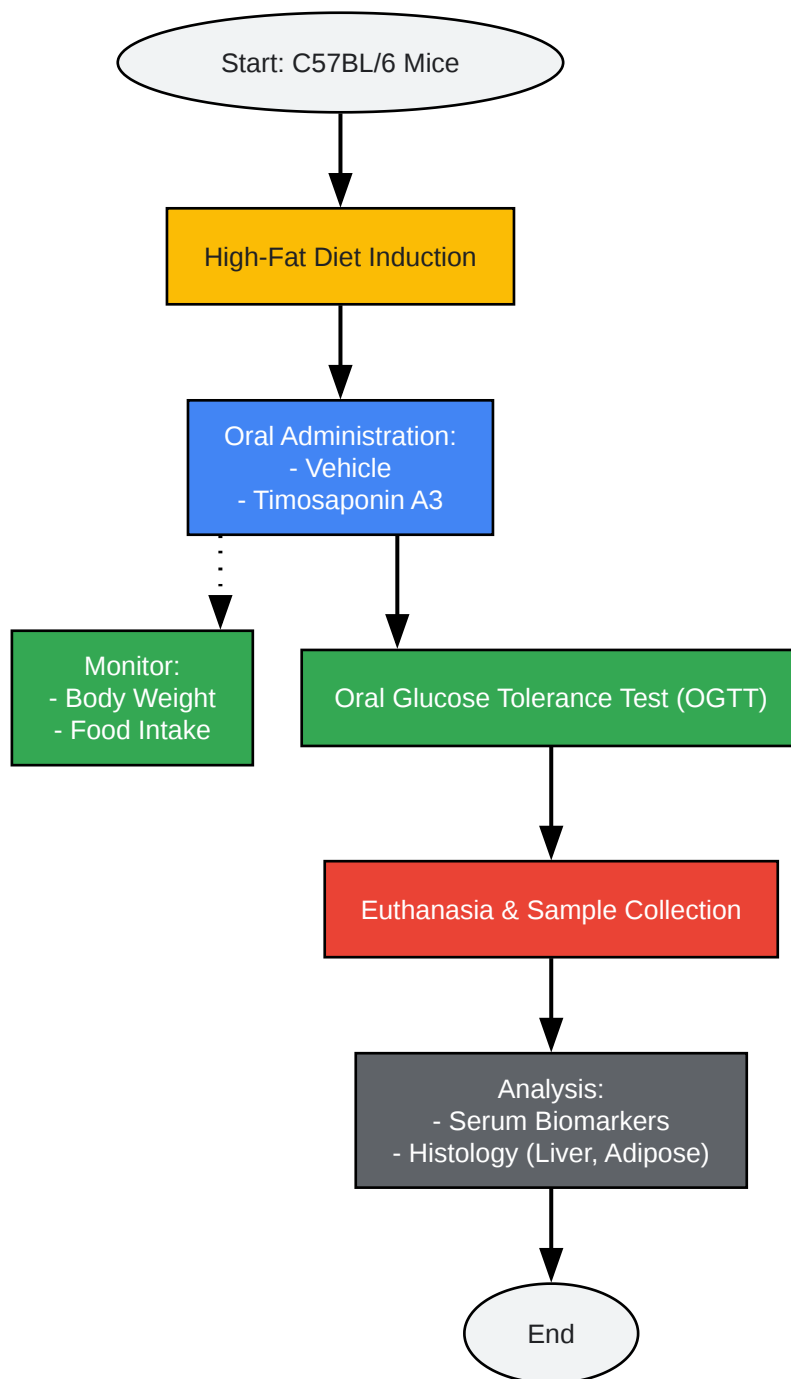 Start: C57BL/6 Mice
High-Fat Diet Induction
Oral Administration:
- Vehicle
- Timosaponin A3
Monitor:
- Body Weight
- Food Intake
Oral Glucose Tolerance Test (OGTT)
Euthanasia & Sample Collection
Analysis:
- Serum Biomarkers
- Histology (Liver, Adipose)
End